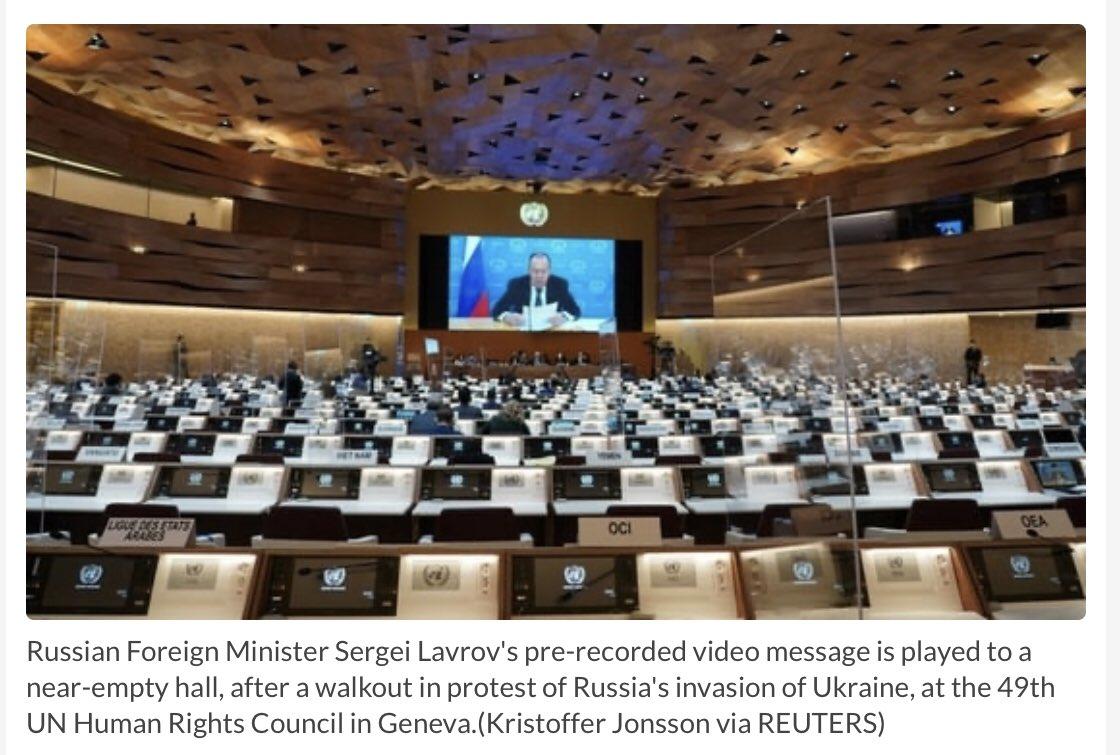 VIET NAM
YEMEN
LIGUE DES ETATS
ARABES
OCI
OEA
Russian Foreign Minister Sergei Lavrov's pre-recorded video message is played to a
near-empty hall, after a walkout in protest of Russia's invasion of Ukraine, at the 49th
UN Human Rights Council in Geneva.(Kristoffer Jonsson via REUTERS)